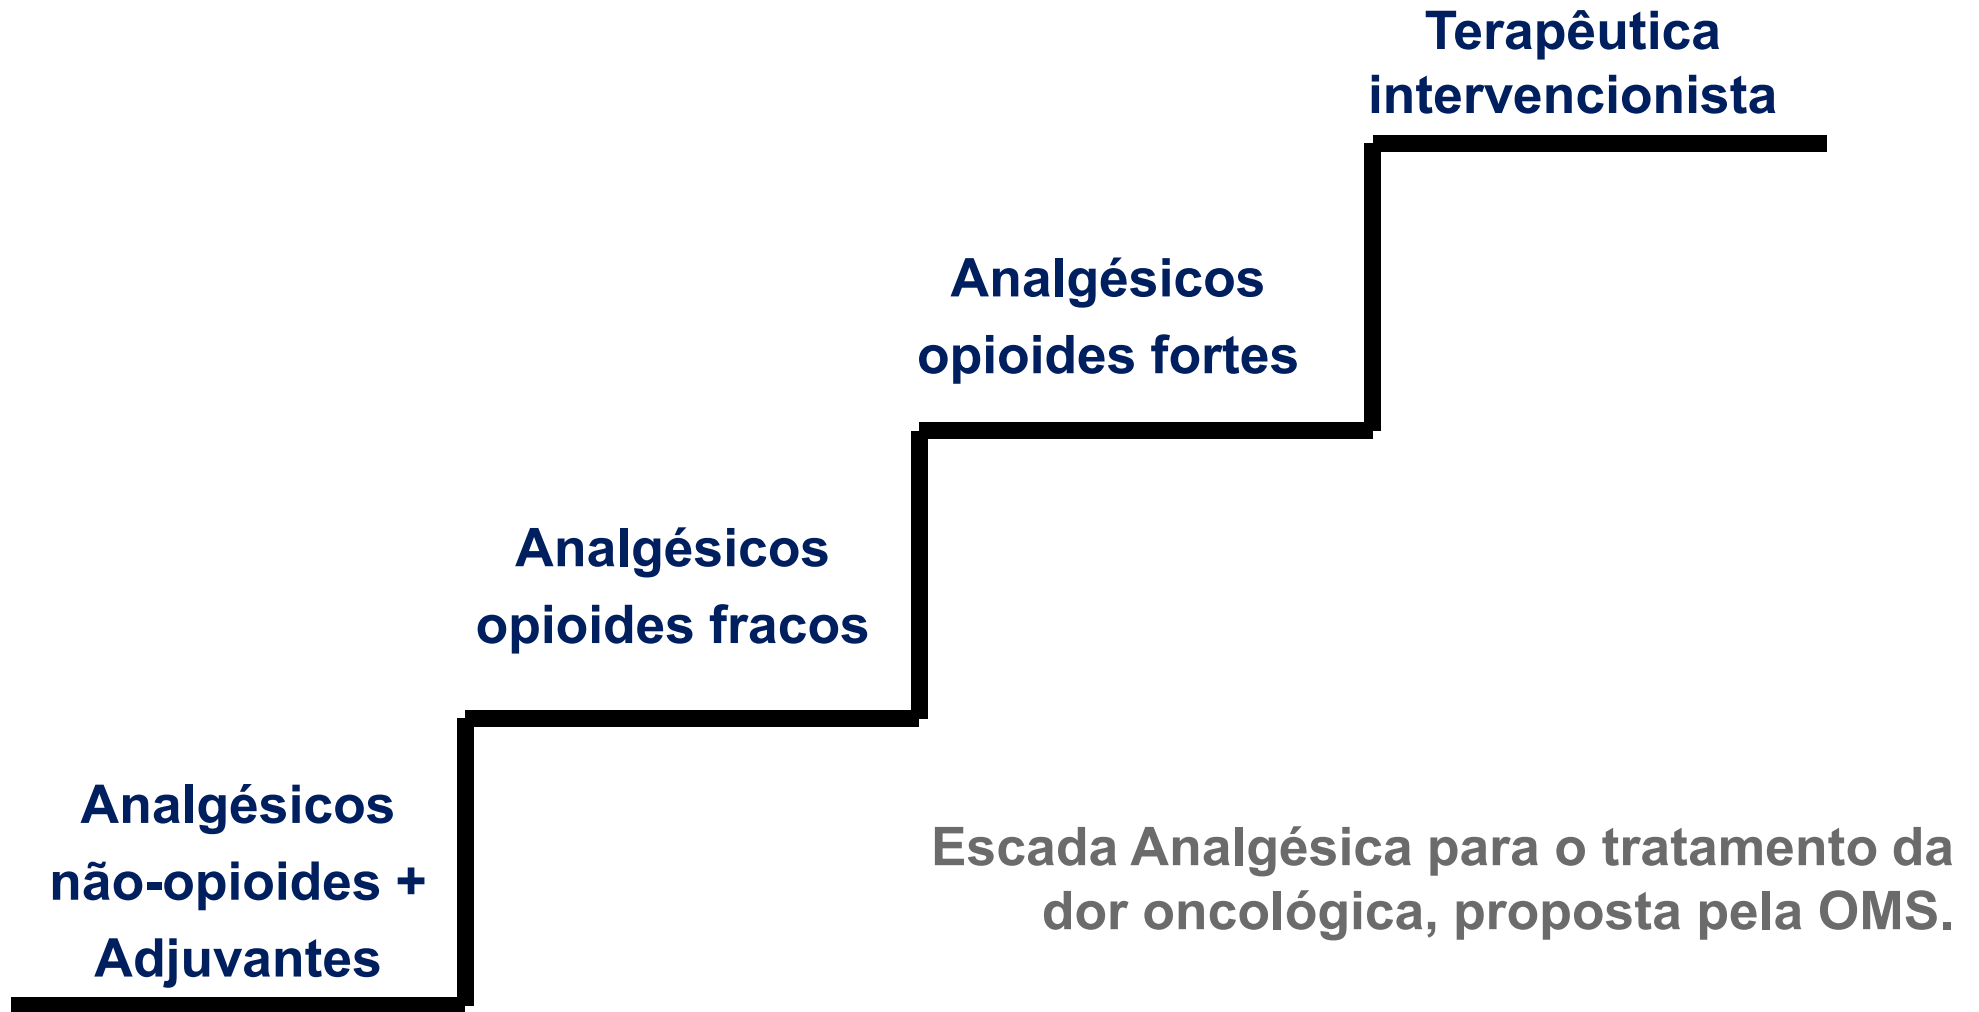 Terapêutica
intervencionista
Analgésicos
opioides fortes
Analgésicos
opioides fracos
Analgésicos
não-opioides +
Adjuvantes
Escada Analgésica para o tratamento da
dor oncológica, proposta pela OMS.